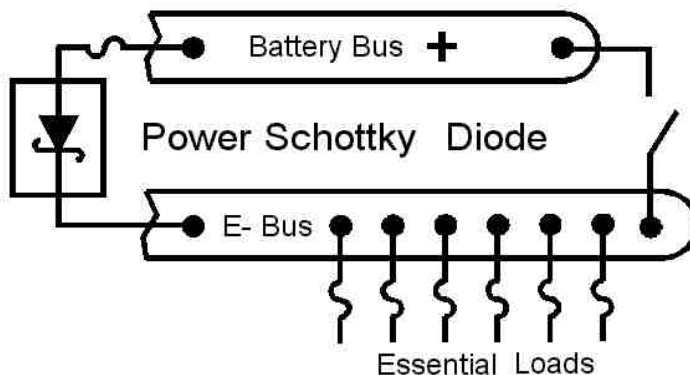 Battery Bus +
Power Schottky Diode
E- Bus
Essential Loads